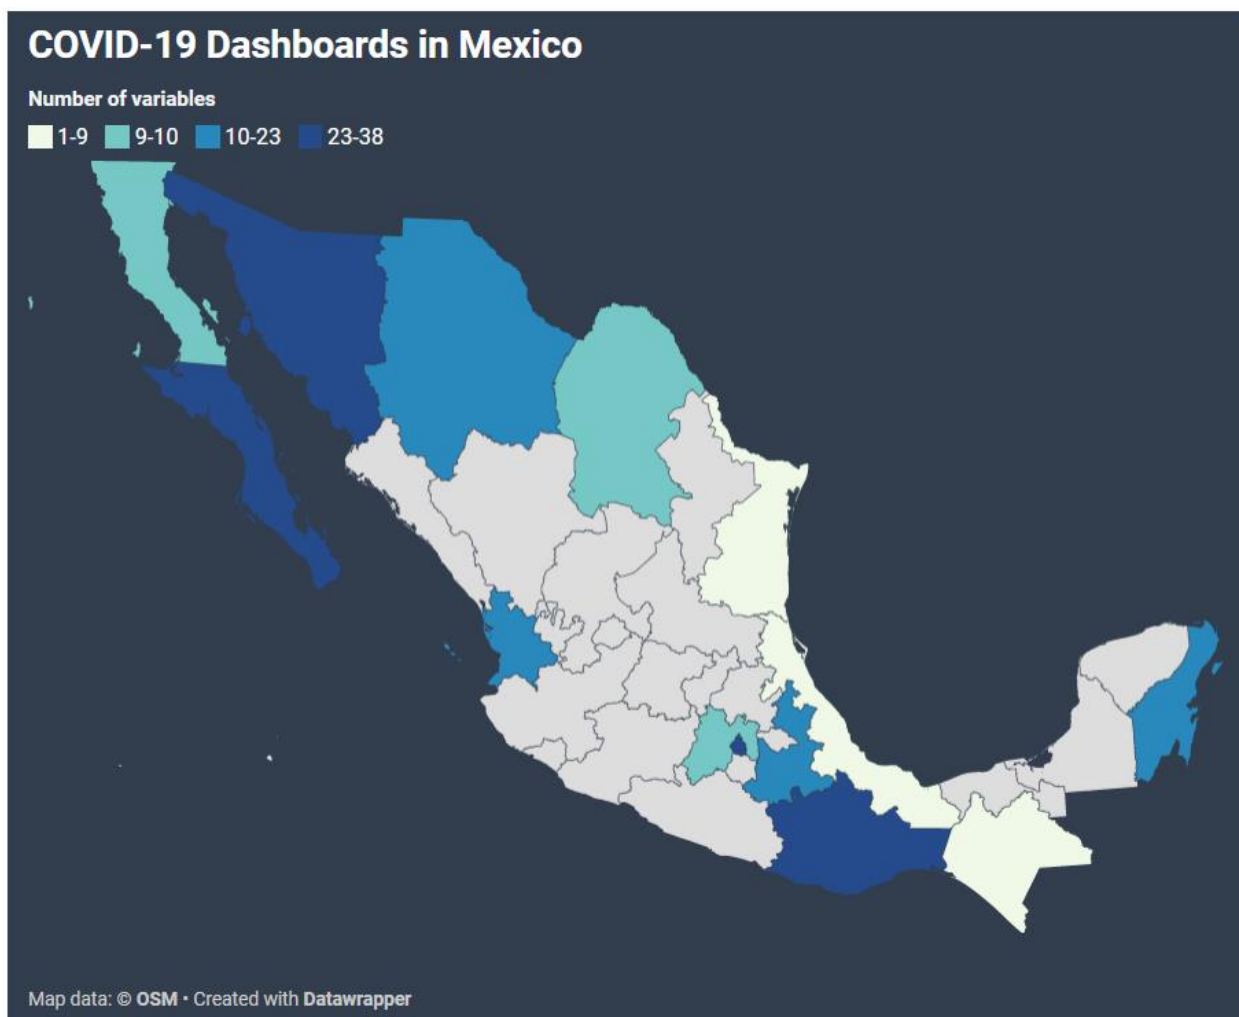 COVID-19 Dashboards in Mexico
Number of variables
1-9 9-10 10-23 23-38
Map data: © OSM • Created with Datawrapper